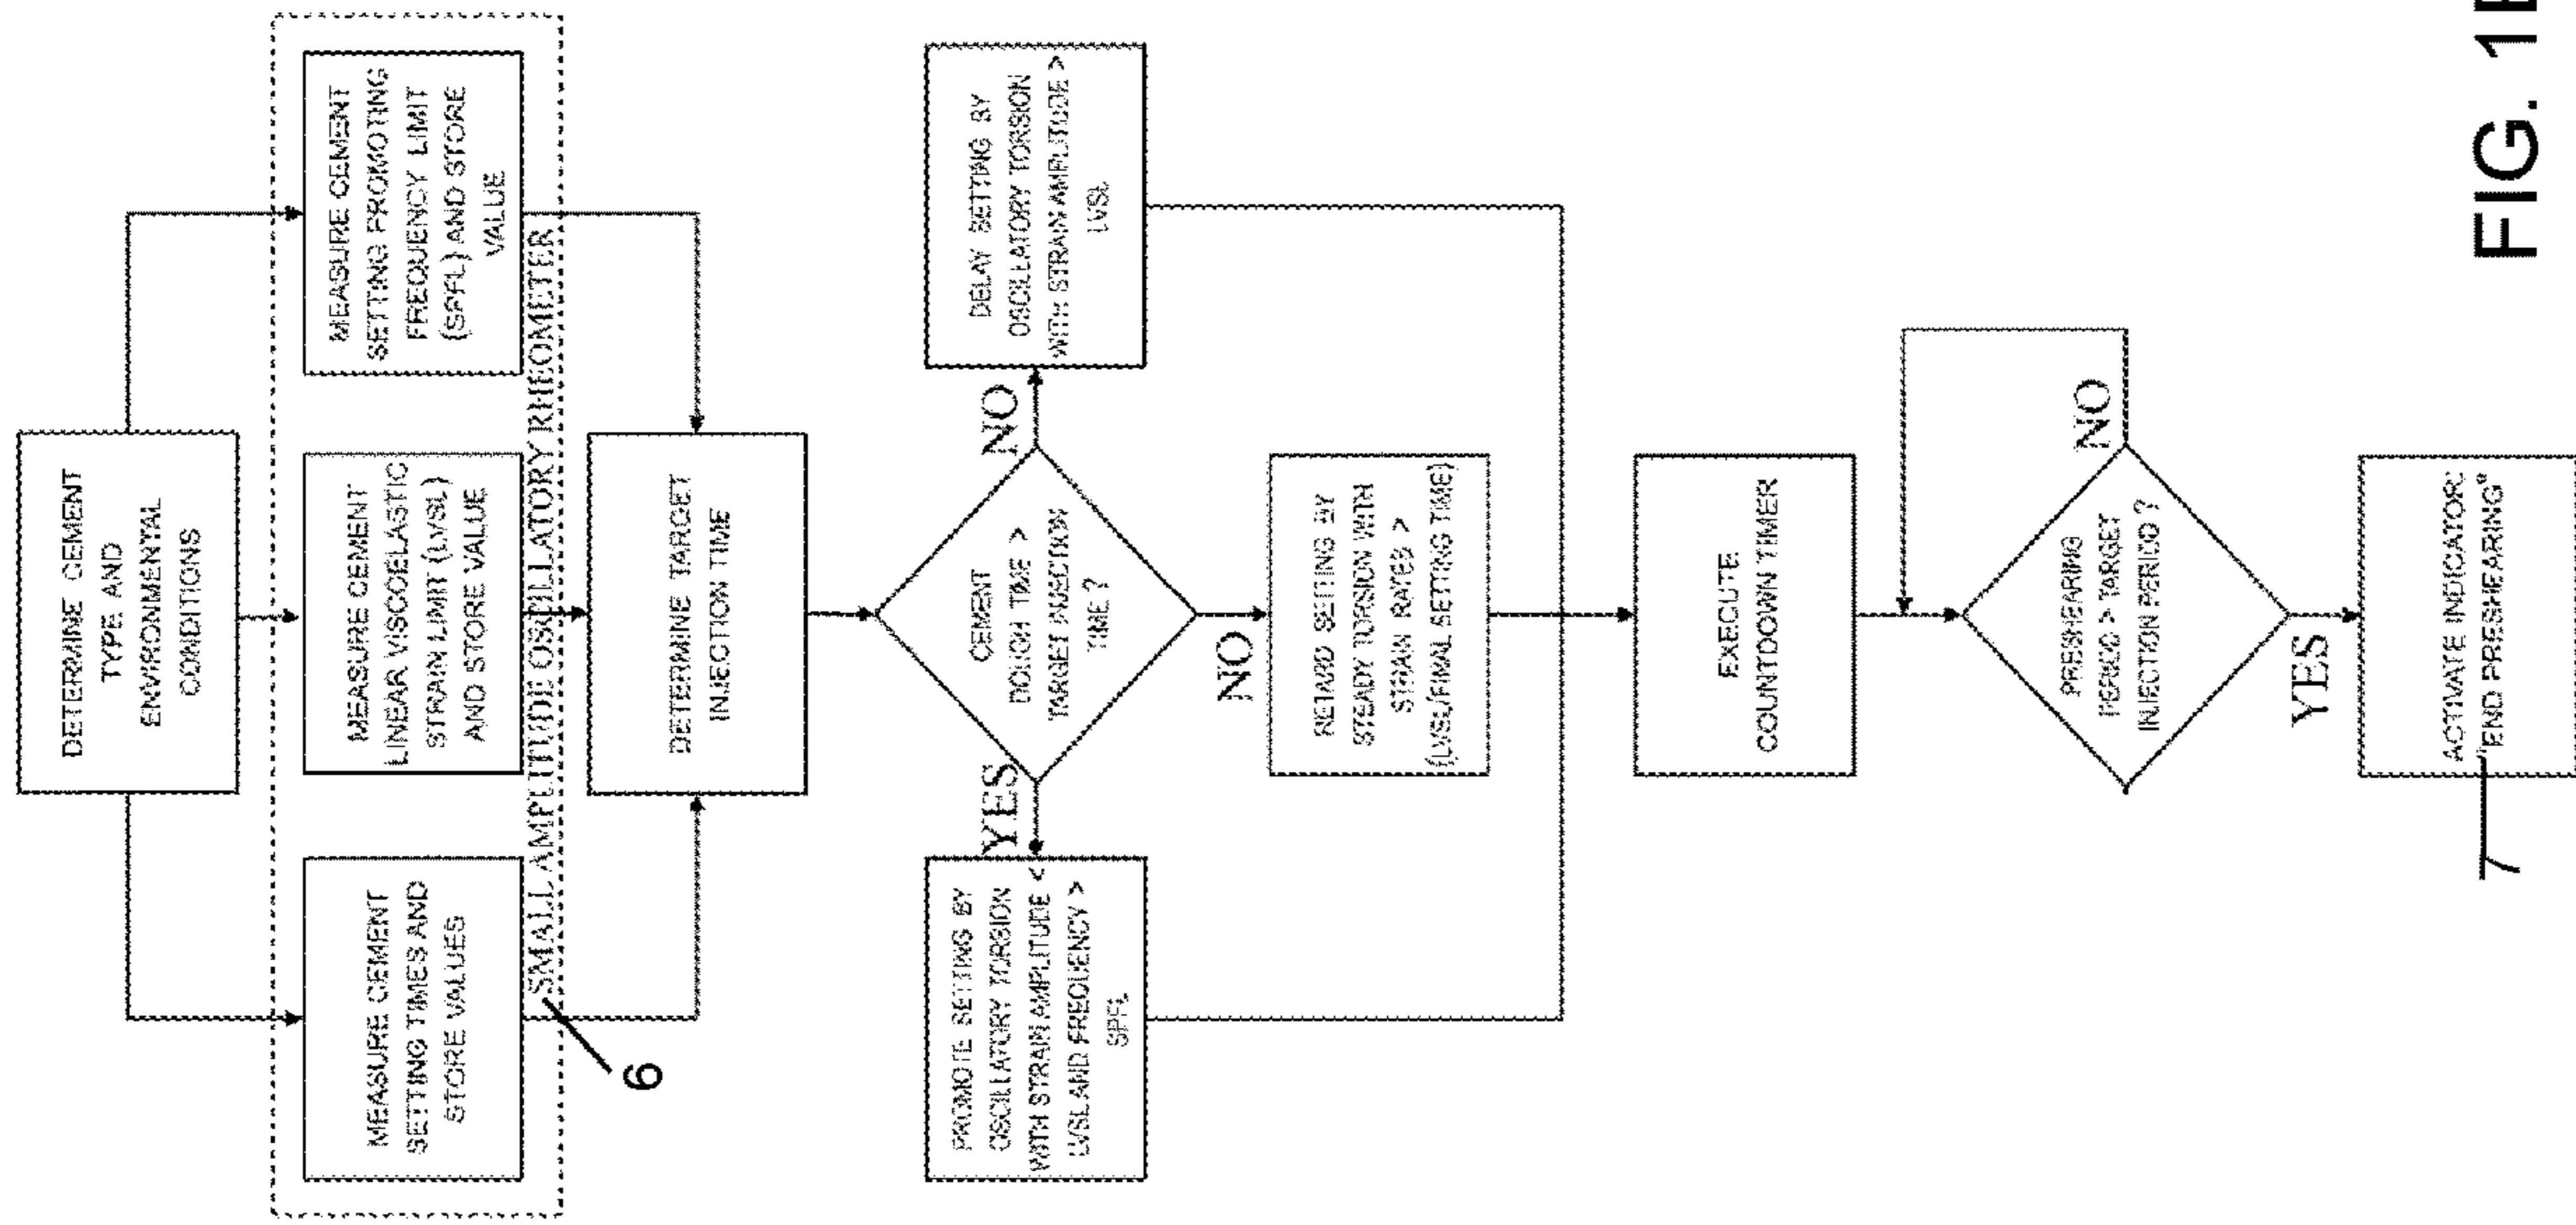 DETERMINE CEMENT
TYPE AND
ENVIRONMENTAL
CONDITIONS
MEASURE CEMENT
SETTING TIMES AND
STORE VALUES
MEASURE CEMENT
LINEAR VISCOELASTIC
STRAIN LIMIT (LVSL)
AND STORE VALUE
MEASURE CEMENT
SETTING PROMOTING
FREQUENCY LIMIT
(SPFL) AND STORE
VALUE
SMALL AMPLITUDE OSCILLATORY RHEOMETER
6
DETERMINE TARGET
INJECTION TIME
CEMENT
DOUGH TIME >
TARGET INJECTION
TIME ?
YES
NO
NO
PROMOTE SETTING BY
OSCILLATORY TORSION
WITH STRAIN AMPLITUDE <
LVSL AND FREQUENCY >
SPFL
DELAY SETTING BY
OSCILLATORY TORSION
WITH STRAIN AMPLITUDE >
LVSL
RETARD SETTING BY
STEADY TORSION WITH
STRAIN RATES >
(LVSL/FINAL SETTING TIME)
EXECUTE
COUNTDOWN TIMER
PRESHEARING
PERIOD > TARGET
INJECTION PERIOD ?
NO
YES
ACTIVATE INDICATOR:
"END PRESHEARING"
7
FIG. 1